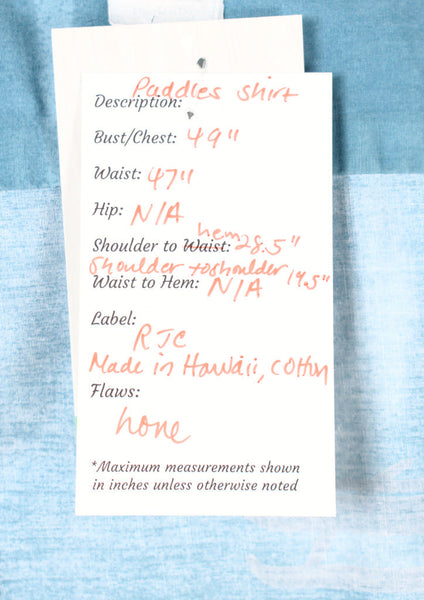 Paddles shirt
Description:
Bust/Chest: 49"
Waist: 47"
Hip: N/A
hem
Shoulder to Waist: 28.5"
Shoulder to shoulder 19.5"
Waist to Hem: N/A
Label:
RJC
Made in Hawaii, cotton
Flaws:
none
*Maximum measurements shown
in inches unless otherwise noted